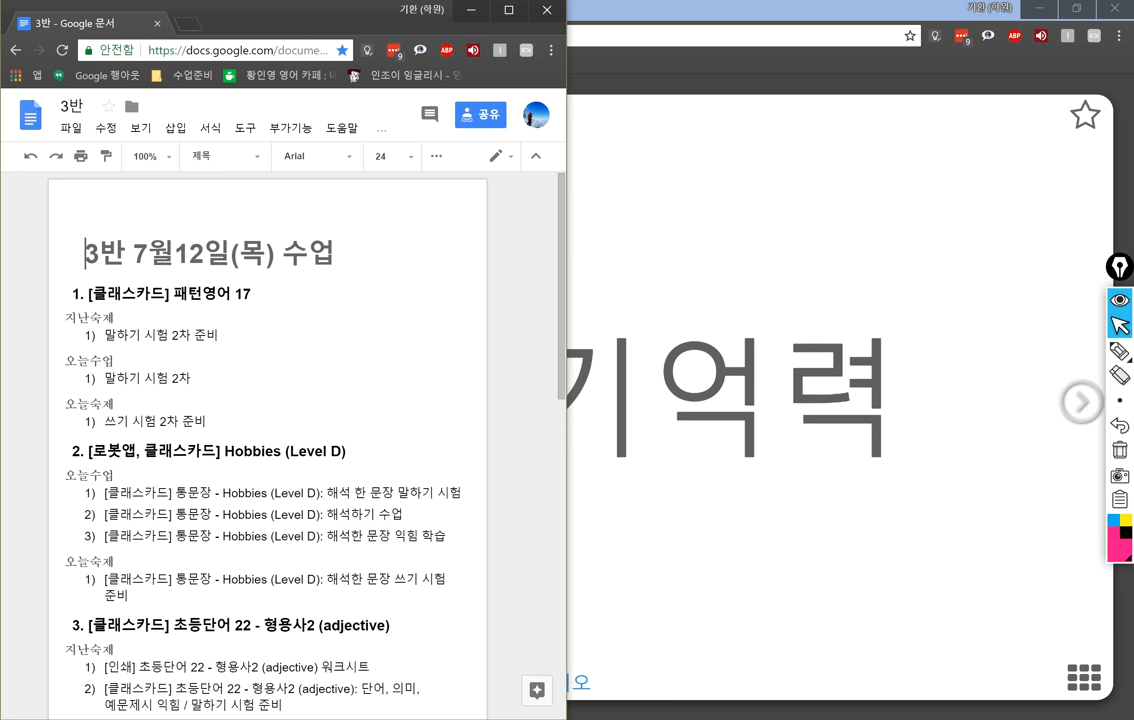 기환 (학원)
3반 - Google 문서
안전함 https://docs.google.com/docume...
앱 Google 행아웃 수업준비 황인영 영어 카페 : 네 인조이 잉글리시 - 영
3반
파일 수정 보기 삽입 서식 도구 부가기능 도움말 ...
공유
100% 제목 Arial 24
3반 7월12일(목) 수업
1. [클래스카드] 패턴영어 17
지난숙제
1) 말하기 시험 2차 준비
오늘수업
1) 말하기 시험 2차
오늘숙제
1) 쓰기 시험 2차 준비
2. [로봇앱, 클래스카드] Hobbies (Level D)
오늘수업
1) [클래스카드] 통문장 - Hobbies (Level D): 해석 한 문장 말하기 시험
2) [클래스카드] 통문장 - Hobbies (Level D): 해석하기 수업
3) [클래스카드] 통문장 - Hobbies (Level D): 해석한 문장 익힘 학습
오늘숙제
1) [클래스카드] 통문장 - Hobbies (Level D): 해석한 문장 쓰기 시험
준비
3. [클래스카드] 초등단어 22 - 형용사2 (adjective)
지난숙제
1) [인쇄] 초등단어 22 - 형용사2 (adjective) 워크시트
2) [클래스카드] 초등단어 22 - 형용사2 (adjective): 단어, 의미,
예문제시 익힘 / 말하기 시험 준비
기환 (학원)
9
ABP
9
ABP
기억력
오